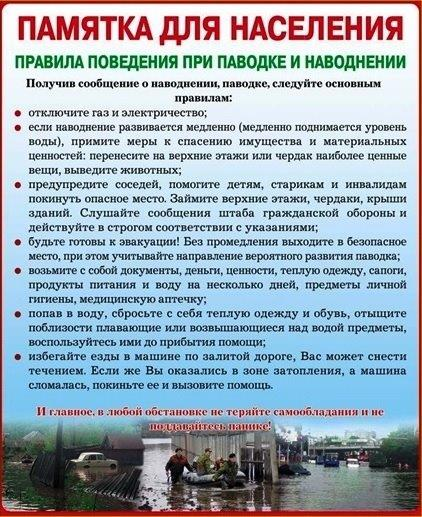 ПАМЯТКА ДЛЯ НАСЕЛЕНИЯ
ПРАВИЛА ПОВЕДЕНИЯ ПРИ ПАВОДКЕ И НАВОДНЕНИИ
Получив сообщение о наводнении, паводке, следуйте основным
правилам:
• отключите газ и электричество;
• если наводнение развивается медленно (медленно поднимается уровень
воды), примите меры к спасению имущества и материальных
ценностей: перенесите на верхние этажи или чердак наиболее ценные
вещи, выведите животных;
• предупредите соседей, помогите детям, старикам и инвалидам
покинуть опасное место. Займите верхние этажи, чердаки, крыши
зданий. Слушайте сообщения штаба гражданской обороны и
действуйте в строгом соответствии с указаниями;
• будьте готовы к эвакуации! Без промедления выходите в безопасное
место, при этом учитывайте направление вероятного развития паводка;
• возьмите с собой документы, деньги, ценности, теплую одежду, сапоги,
продукты питания и воду на несколько дней, предметы личной
гигиены, медицинскую аптечку;
• попав в воду, сбросьте с себя теплую одежду и обувь, отыщите
поблизости плавающие или возвышающиеся над водой предметы,
воспользуйтесь ими до прибытия помощи;
• избегайте езды в машине по залитой дороге, Вас может снести
течением. Если же Вы оказались в зоне затопления, а машина
сломалась, покиньте ее и вызовите помощь.
И главное, в любой обстановке не теряйте самообладания и не
поддавайтесь панике!